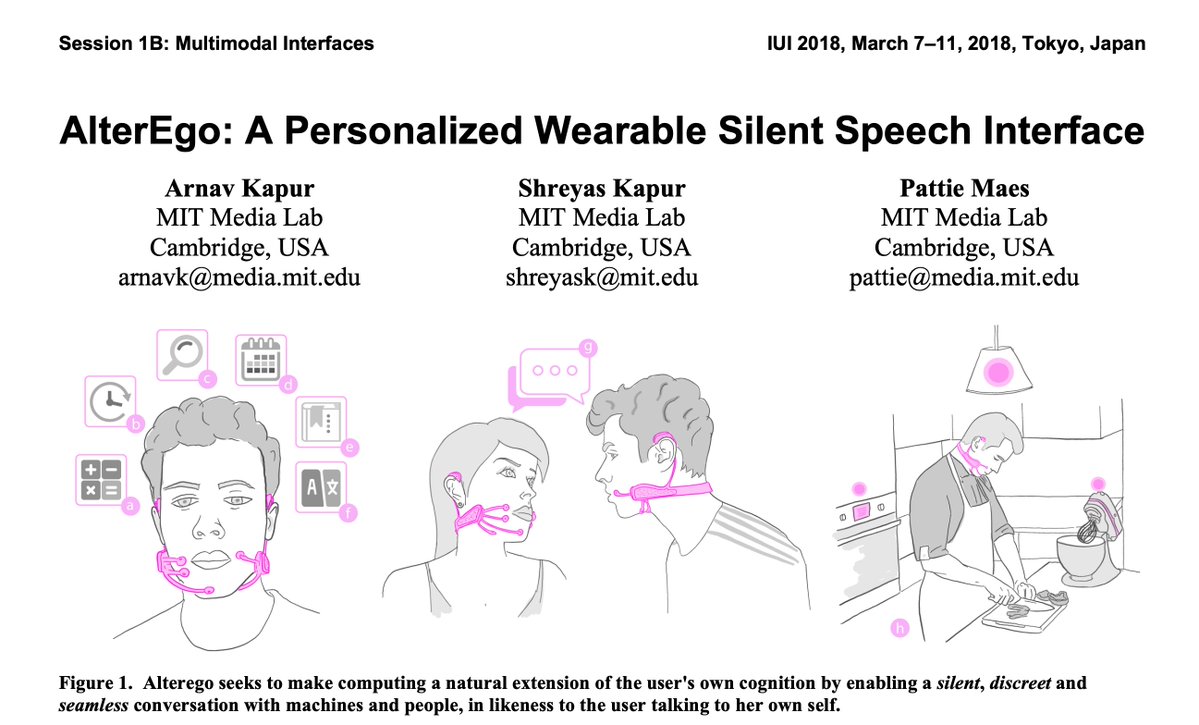 Session 1B: Multimodal Interfaces
IUI 2018, March 7–11, 2018, Tokyo, Japan
AlterEgo: A Personalized Wearable Silent Speech Interface
Arnav Kapur
MIT Media Lab
Cambridge, USA
arnavk@media.mit.edu
Shreyas Kapur
MIT Media Lab
Cambridge, USA
shreyask@mit.edu
Pattie Maes
MIT Media Lab
Cambridge, USA
pattie@media.mit.edu
a
b
c
d
e
A 文
f
g
h
Figure 1. Alterego seeks to make computing a natural extension of the user's own cognition by enabling a silent, discreet and
seamless conversation with machines and people, in likeness to the user talking to her own self.